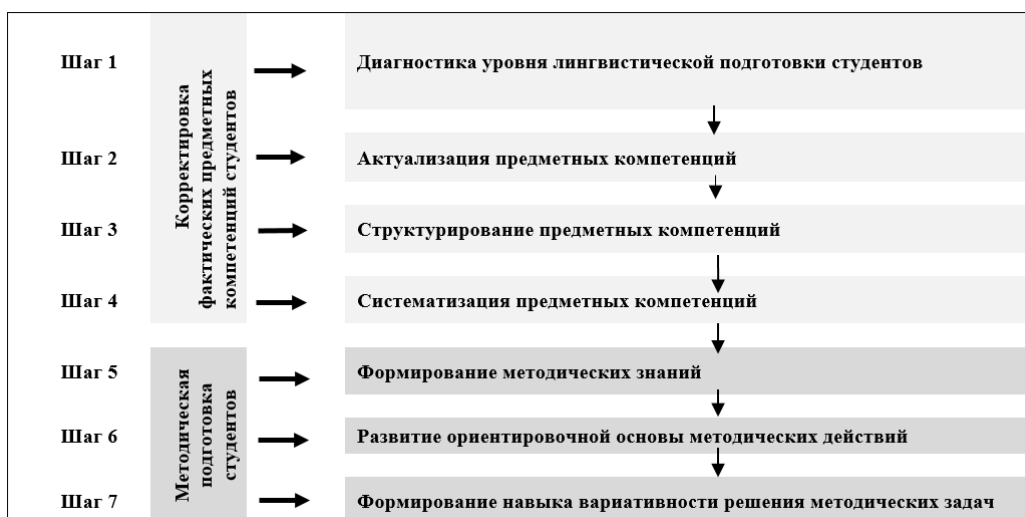 Шаг 1
Диагностика уровня лингвистической подготовки студентов
Шаг 2
Актуализация предметных компетенций
Шаг 3
Структурирование предметных компетенций
Шаг 4
Систематизация предметных компетенций
Корректировка
фактических предметных
компетенций студентов
Шаг 5
Формирование методических знаний
Шаг 6
Развитие ориентировочной основы методических действий
Шаг 7
Формирование навыка вариативности решения методических задач
Методическая
подготовка
студентов